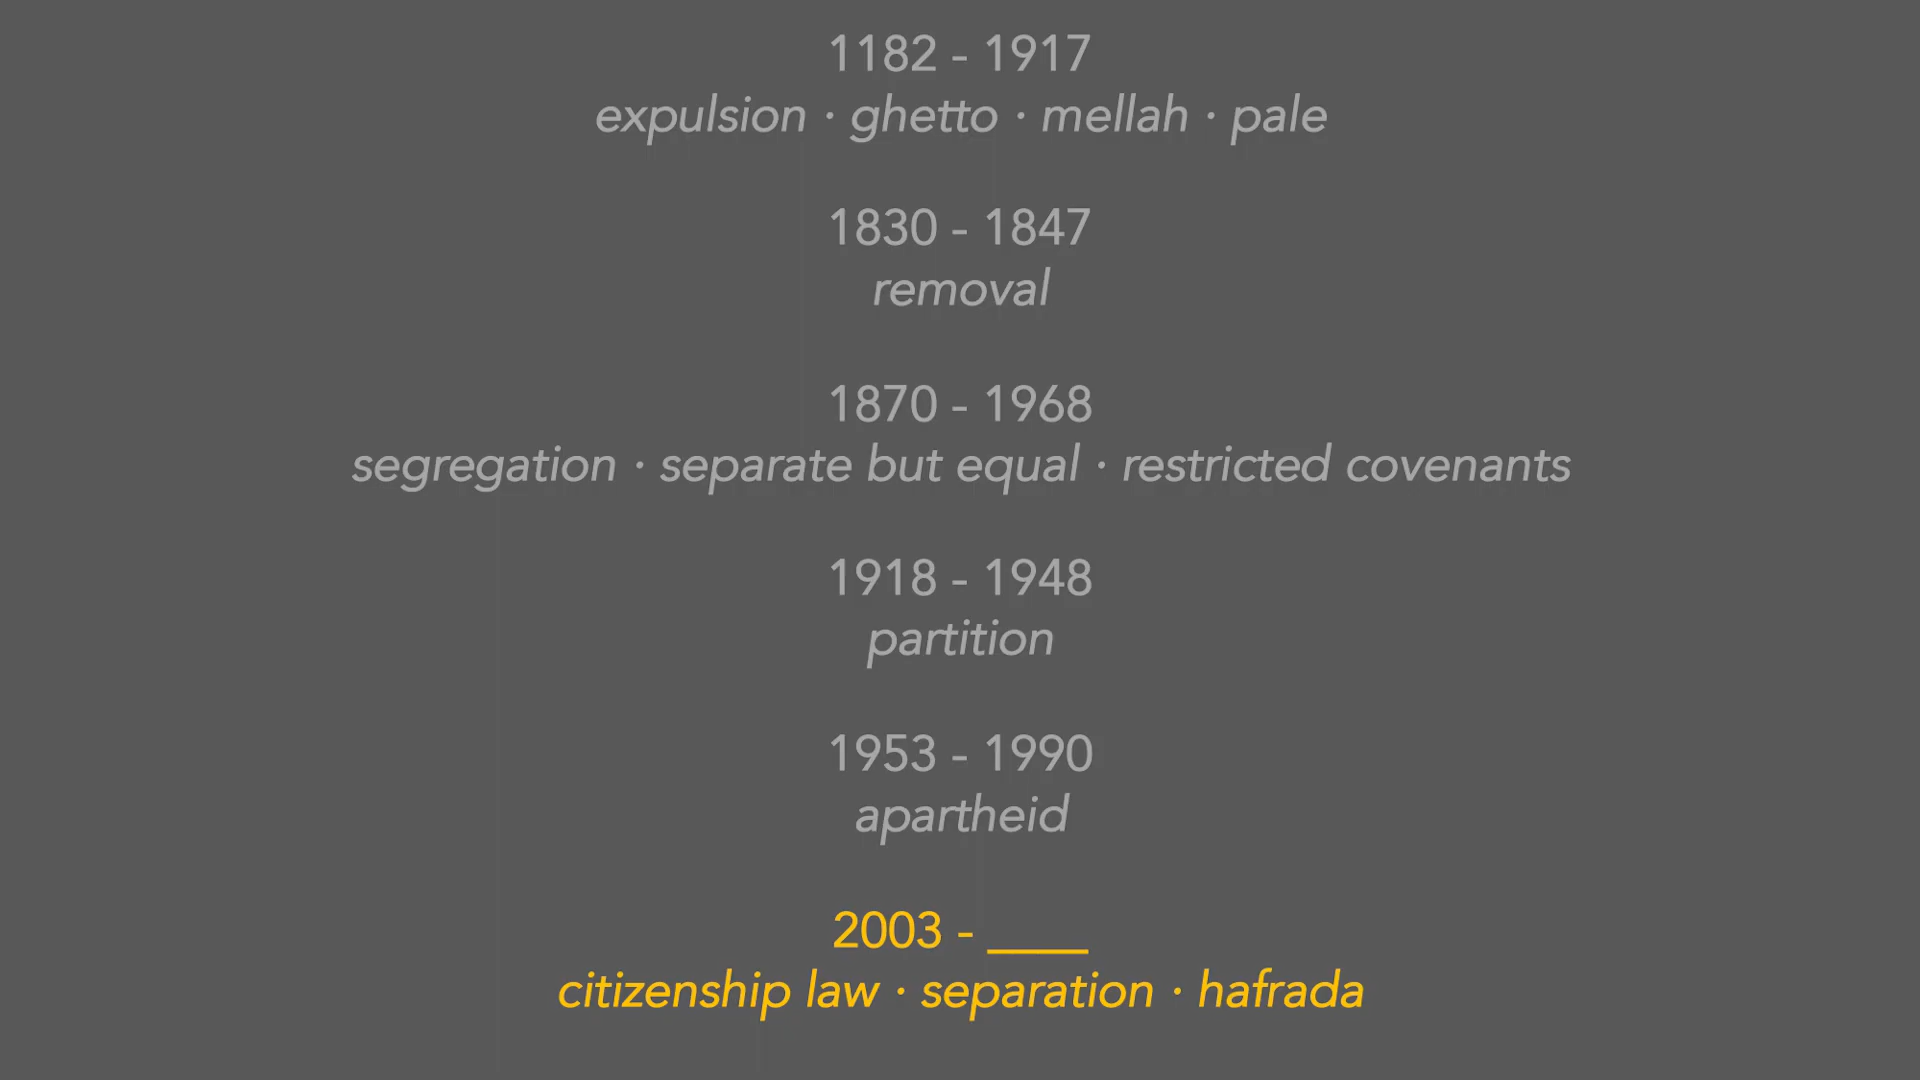 1182 - 1917
expulsion · ghetto · mellah · pale
1830 - 1847
removal
1870 - 1968
segregation · separate but equal · restricted covenants
1918 - 1948
partition
1953 - 1990
apartheid
2003 - ____
citizenship law · separation · hafrada